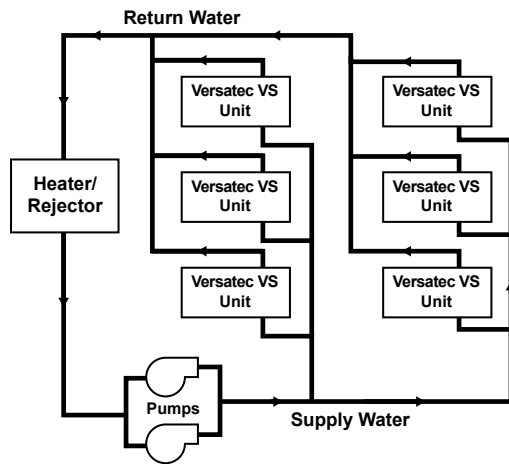 Return Water
Versatec VS
Unit
Versatec VS
Unit
Heater/
Rejector
Versatec VS
Unit
Versatec VS
Unit
Versatec VS
Unit
Versatec VS
Unit
Pumps
Supply Water